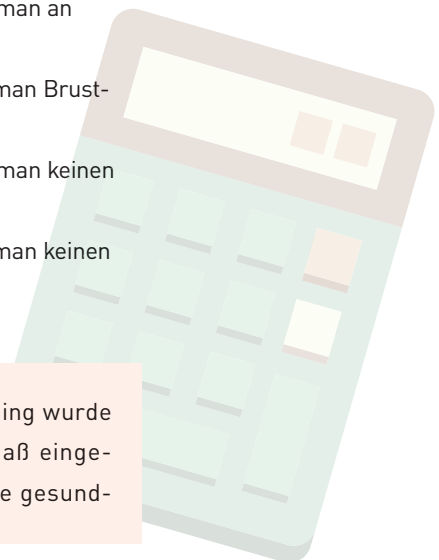 man an
man Brust-
man keinen
man keinen
ing wurde
aß einge-
e gesund-